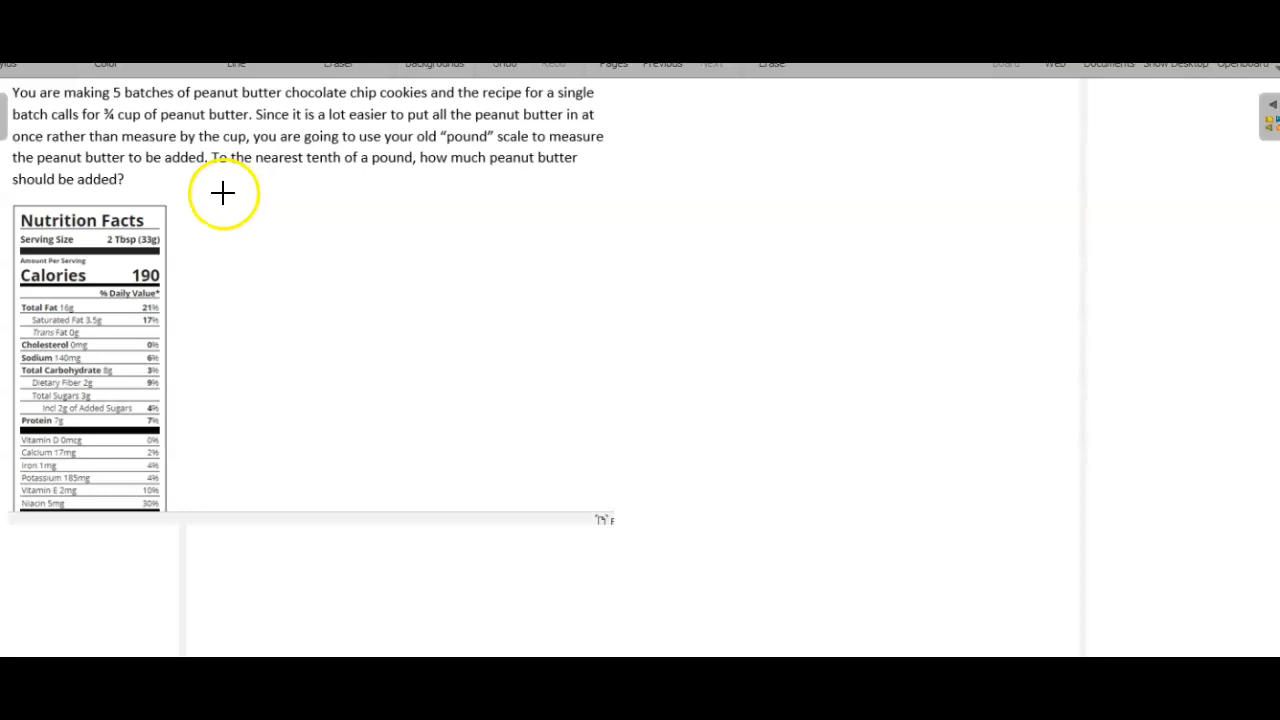 Color Line Eraser Backgrounds Undo Redo Pages Previous Next Erase Board Web Documents Show Desktop Openboard
You are making 5 batches of peanut butter chocolate chip cookies and the recipe for a single
batch calls for ¾ cup of peanut butter. Since it is a lot easier to put all the peanut butter in at
once rather than measure by the cup, you are going to use your old “pound” scale to measure
the peanut butter to be added. To the nearest tenth of a pound, how much peanut butter
should be added?
Nutrition Facts
Serving Size 2 Tbsp (33g)
Amount Per Serving
Calories 190
% Daily Value*
Total Fat 16g 21%
Saturated Fat 3.5g 17%
Trans Fat 0g
Cholesterol 0mg 0%
Sodium 140mg 6%
Total Carbohydrate 8g 3%
Dietary Fiber 2g 9%
Total Sugars 3g
Incl 2g of Added Sugars 4%
Protein 7g 7%
Vitamin D 0mcg 0%
Calcium 17mg 2%
Iron 1mg 4%
Potassium 185mg 4%
Vitamin E 2mg 10%
Niacin 5mg 30%